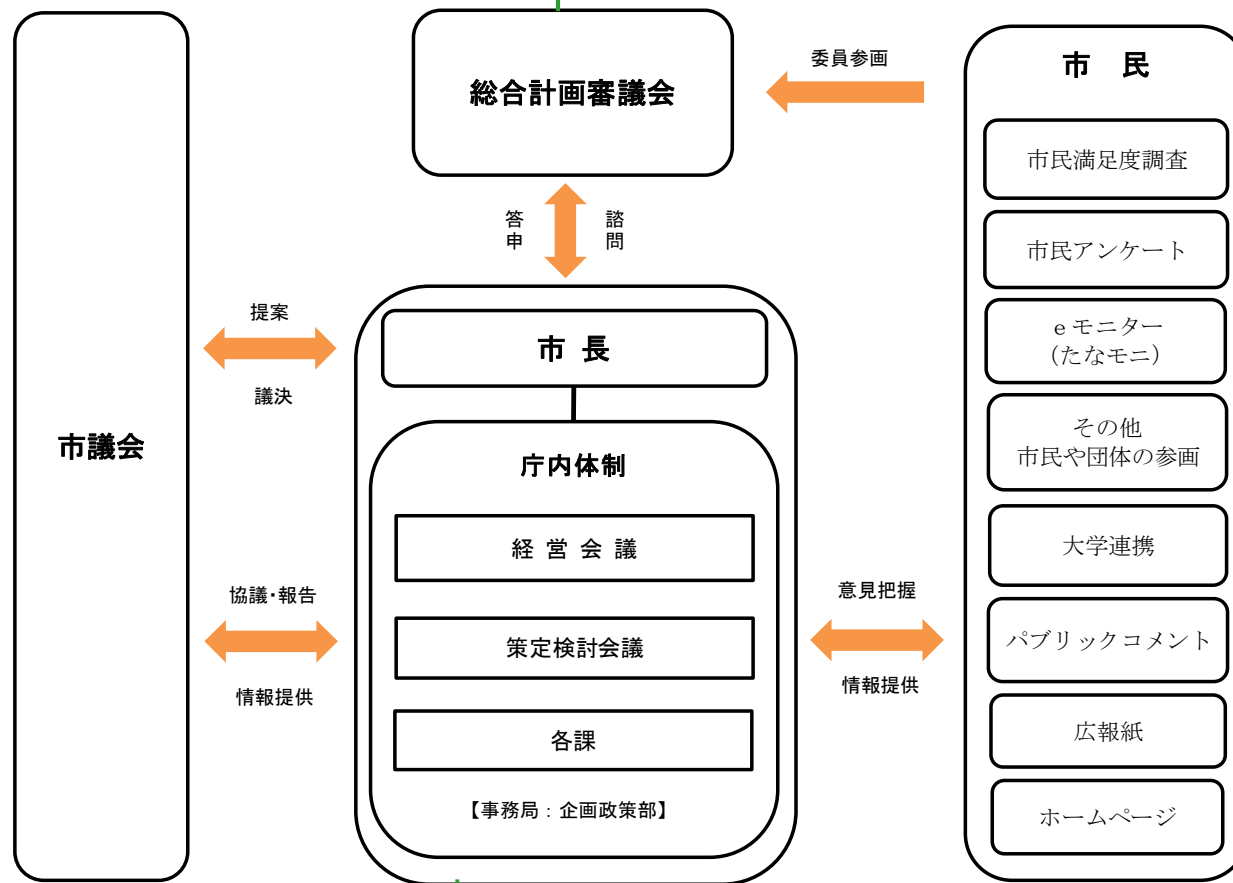 市議会
総合計画審議会
委員参画
答申
諮問
提案
議決
市 長
庁内体制
経 営 会 議
策定検討会議
各課
【事務局：企画政策部】
協議・報告
情報提供
意見把握
情報提供
市　民
市民満足度調査
市民アンケート
ｅモニター
（たなモニ）
その他
市民や団体の参画
大学連携
パブリックコメント
広報紙
ホームページ